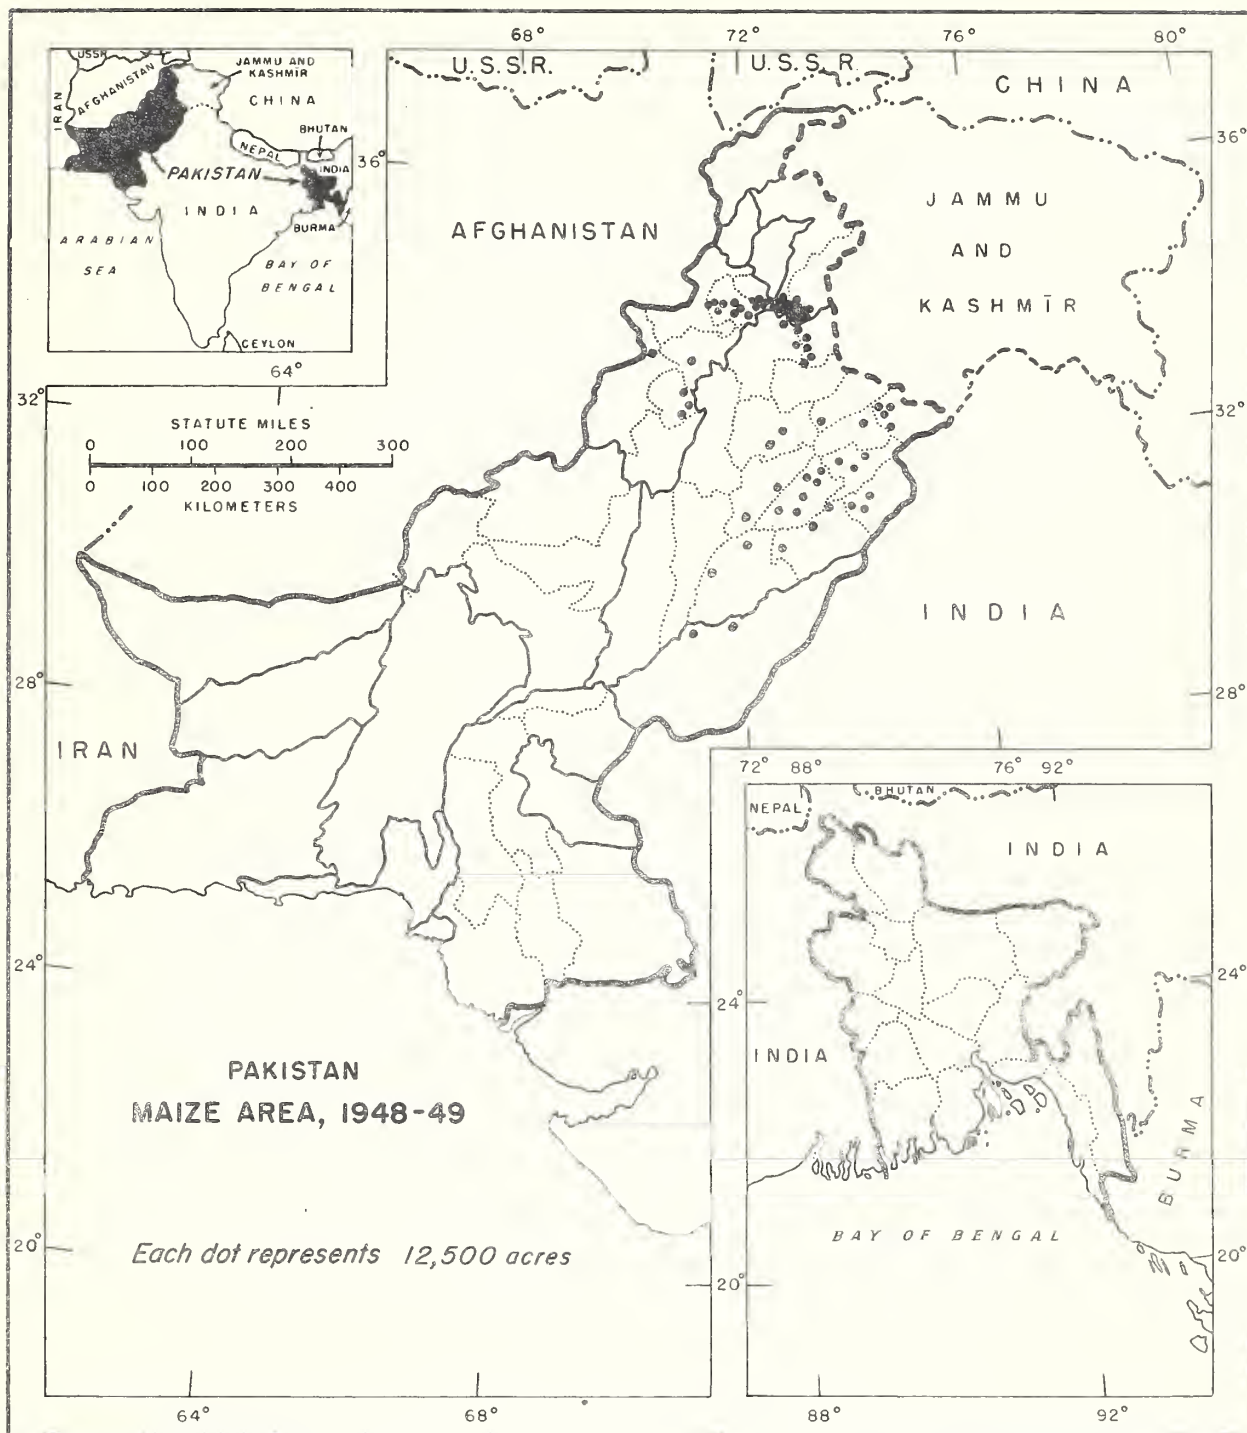 68° 72° 76° 80°
USSR
AFGHANISTAN
IRAN
JAMMU AND
KASHMIR
CHINA
BHUTAN
NEPAL
INDIA
PAKISTAN
INDIA
BURMA
ARABIAN
SEA
BAY OF
BENGAL
CEYLON
64°
U.S.S.R.
U.S.S.R.
CHINA
36°
36°
AFGHANISTAN
JAMMU
AND
KASHMĪR
32°
32°
STATUTE MILES
0 100 200 300
0 100 200 300 400
KILOMETERS
INDIA
28°
28°
IRAN
72° 88° 76° 92°
NEPAL
BHUTAN
INDIA
24°
24°
24°
INDIA
PAKISTAN
MAIZE AREA, 1948-49
BURMA
BAY OF BENGAL
20°
20°
20°
Each dot represents 12,500 acres
64° 68° 88° 92°